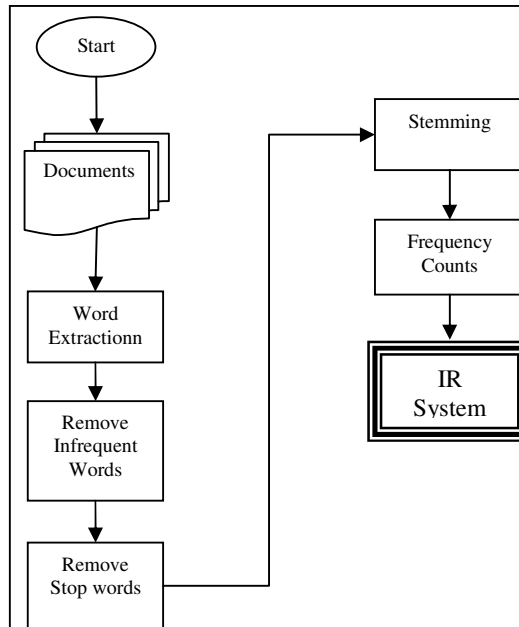 Start
Documents
Word
Extractionn
Remove
Infrequent
Words
Remove
Stop words
Stemming
Frequency
Counts
IR
System